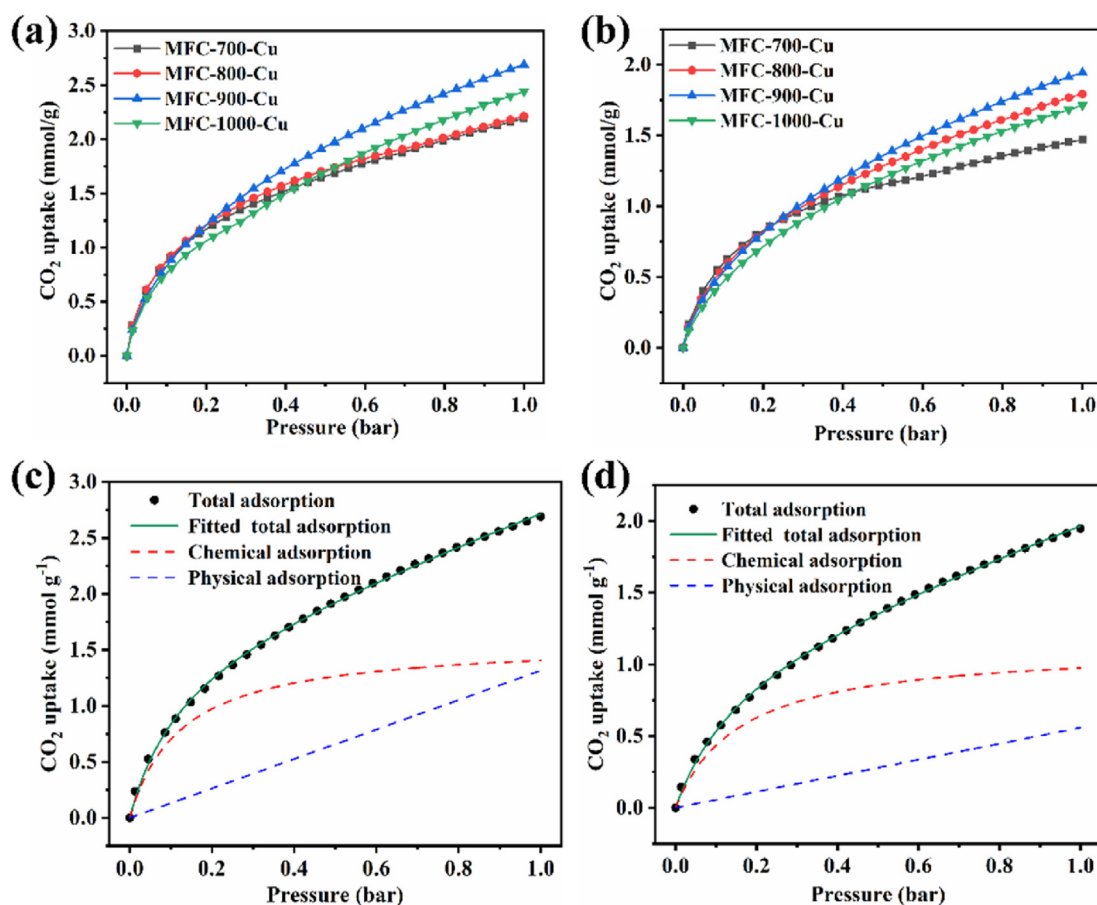 (a)
MFC-700-Cu
MFC-800-Cu
MFC-900-Cu
MFC-1000-Cu
CO2 uptake (mmol/g)
3.0
2.5
2.0
1.5
1.0
0.5
0.0
0.0 0.2 0.4 0.6 0.8 1.0
Pressure (bar)
(b)
MFC-700-Cu
MFC-800-Cu
MFC-900-Cu
MFC-1000-Cu
CO2 uptake (mmol/g)
2.0
1.5
1.0
0.5
0.0
0.0 0.2 0.4 0.6 0.8 1.0
Pressure (bar)
(c)
Total adsorption
Fitted total adsorption
Chemical adsorption
Physical adsorption
CO2 uptake (mmol g-1)
3.0
2.5
2.0
1.5
1.0
0.5
0.0
0.0 0.2 0.4 0.6 0.8 1.0
Pressure (bar)
(d)
Total adsorption
Fitted total adsorption
Chemical adsorption
Physical adsorption
CO2 uptake (mmol g-1)
2.0
1.5
1.0
0.5
0.0
0.0 0.2 0.4 0.6 0.8 1.0
Pressure (bar)